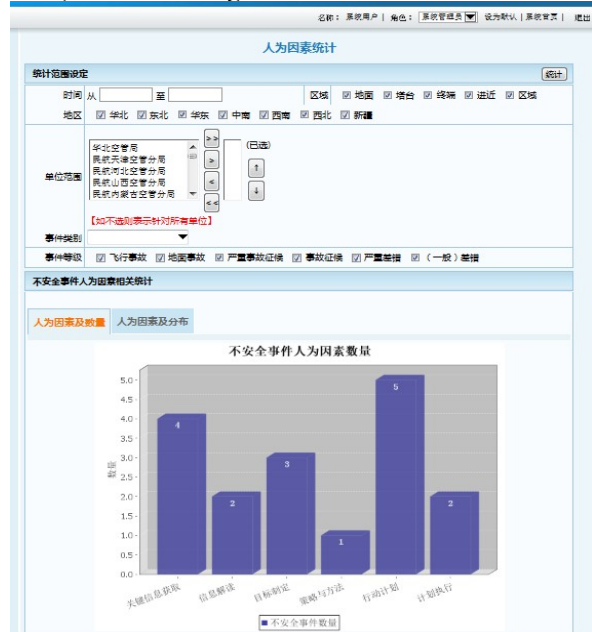 名称： 系统用户 | 角色： 系统管理员 设为默认 | 系统首页 | 退出
人为因素统计
统计范围设定 统计
时间 从 至 区域 地面 塔台 终端 进近 区域
地区 华北 东北 华东 中南 西南 西北 新疆
单位范围
华北空管局
民航天津空管分局
民航河北空管分局
民航山西空管分局
民航内蒙古空管分局
>>
>
<
<<
(已选)
↑
↓
【如不选则表示针对所有单位】
事件类别
事件等级 飞行事故 地面事故 严重事故征候 事故征候 严重差错 （一般）差错
不安全事件人为因素相关统计
人为因素及数量 人为因素及分布
不安全事件人为因素数量
数量
5.0
4.5
4.0
3.5
3.0
2.5
2.0
1.5
1.0
0.5
0.0
4 2 3 1 5 2
关键信息获取 信息解读 目标制定 策略与方法 行动计划 计划执行
不安全事件数量